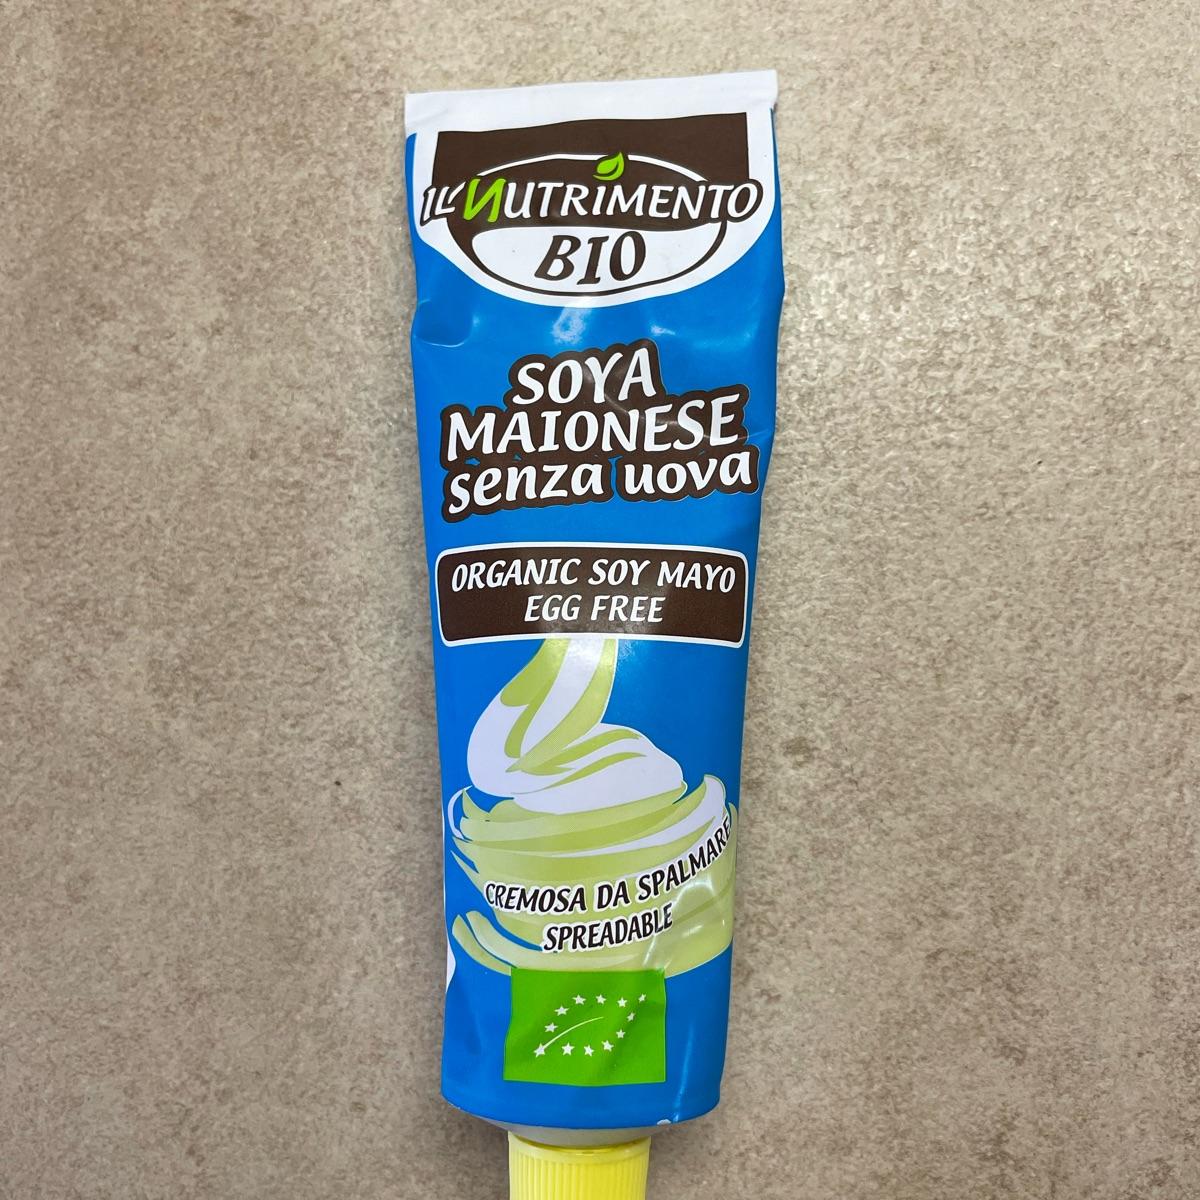 IL NUTRIMENTO
BIO
SOYA
MAIONESE
senza uova
ORGANIC SOY MAYO
EGG FREE
CREMOSA DA SPALMARE
SPREADABLE